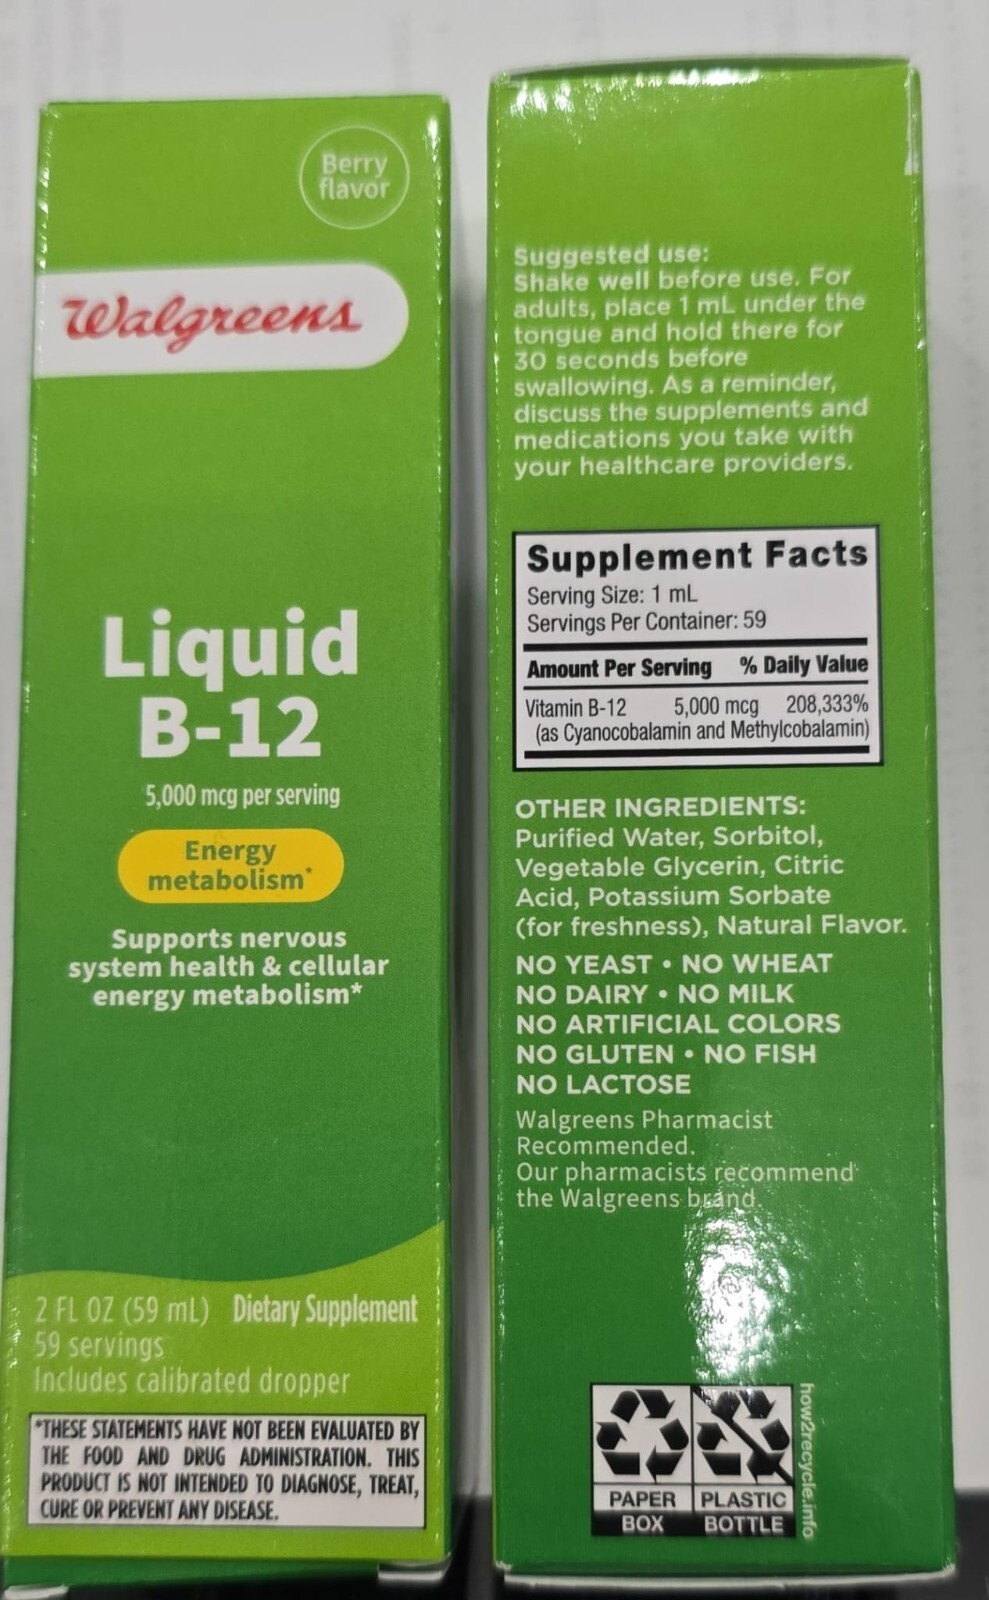 Berry
flavor
Walgreens
Liquid
B-12
5,000 mcg per serving
Energy
metabolism*
Supports nervous
system health & cellular
energy metabolism*
2 FL OZ (59 mL) Dietary Supplement
59 servings
Includes calibrated dropper
*THESE STATEMENTS HAVE NOT BEEN EVALUATED BY
THE FOOD AND DRUG ADMINISTRATION. THIS
PRODUCT IS NOT INTENDED TO DIAGNOSE, TREAT,
CURE OR PREVENT ANY DISEASE.
Suggested use:
Shake well before use. For
adults, place 1 mL under the
tongue and hold there for
30 seconds before
swallowing. As a reminder,
discuss the supplements and
medications you take with
your healthcare providers.
Supplement Facts
Serving Size: 1 mL
Servings Per Container: 59
Amount Per Serving % Daily Value
Vitamin B-12 5,000 mcg 208,333%
(as Cyanocobalamin and Methylcobalamin)
OTHER INGREDIENTS:
Purified Water, Sorbitol,
Vegetable Glycerin, Citric
Acid, Potassium Sorbate
(for freshness), Natural Flavor.
NO YEAST • NO WHEAT
NO DAIRY • NO MILK
NO ARTIFICIAL COLORS
NO GLUTEN • NO FISH
NO LACTOSE
Walgreens Pharmacist
Recommended.
Our pharmacists recommend
the Walgreens brand.
PAPER PLASTIC
BOX BOTTLE
how2recycle.info